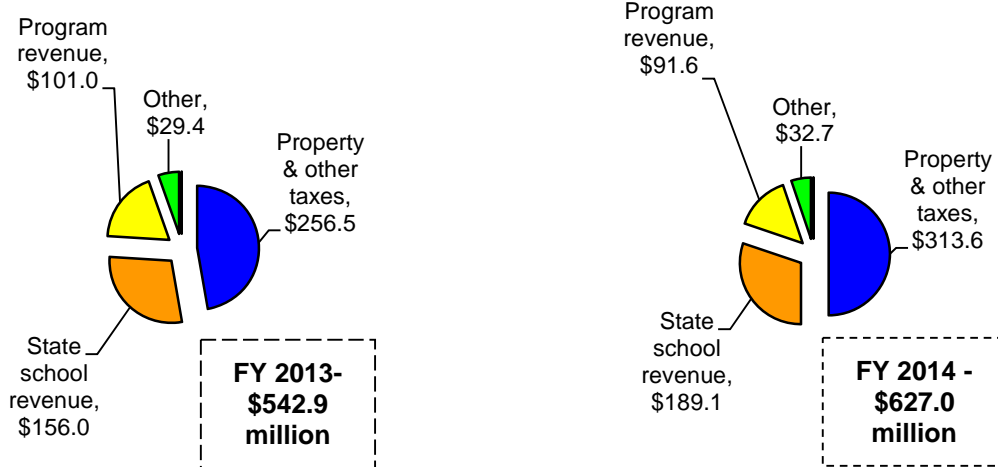 Program
revenue,
$101.0
Other,
$29.4
Property
& other
taxes,
$256.5
State
school
revenue,
$156.0
FY 2013-
$542.9
million
Program
revenue,
$91.6
Other,
$32.7
Property
& other
taxes,
$313.6
State
school
revenue,
$189.1
FY 2014 -
$627.0
million